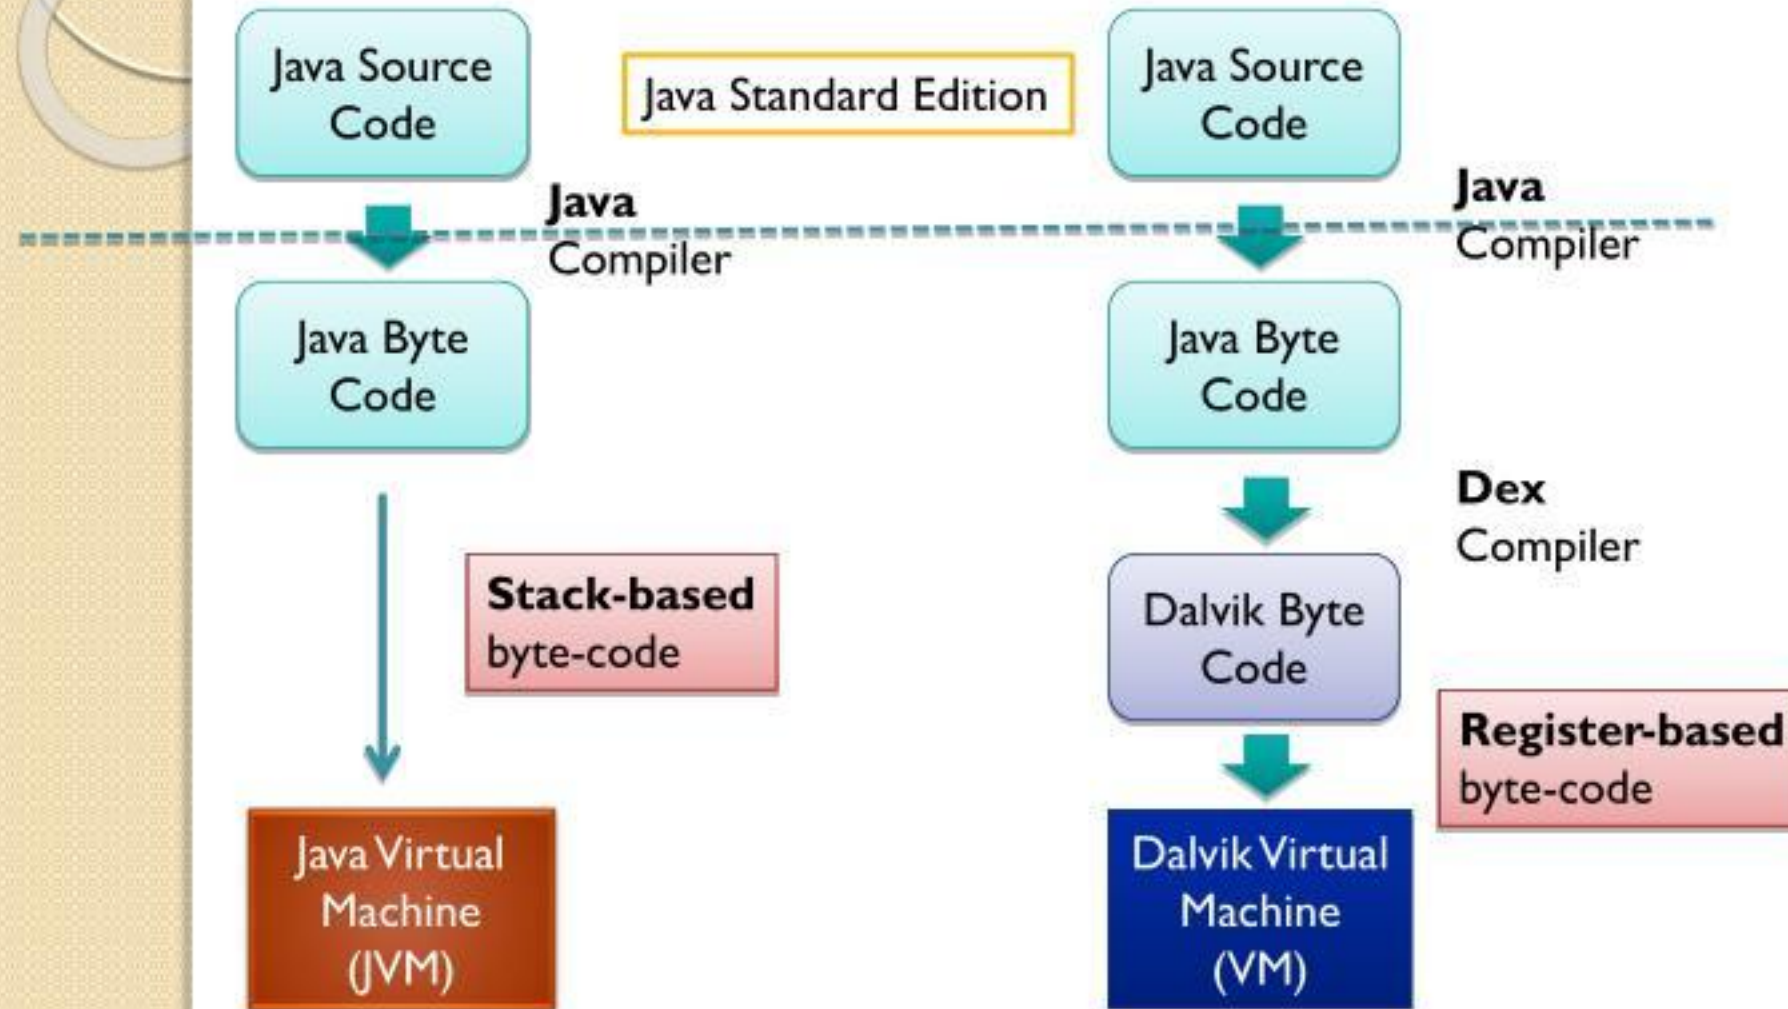 Java Source
Code
Java Standard Edition
Java Source
Code
Java
Compiler
Java
Compiler
Java Byte
Code
Java Byte
Code
Dex
Compiler
Stack-based
byte-code
Dalvik Byte
Code
Register-based
byte-code
Java Virtual
Machine
(JVM)
Dalvik Virtual
Machine
(VM)